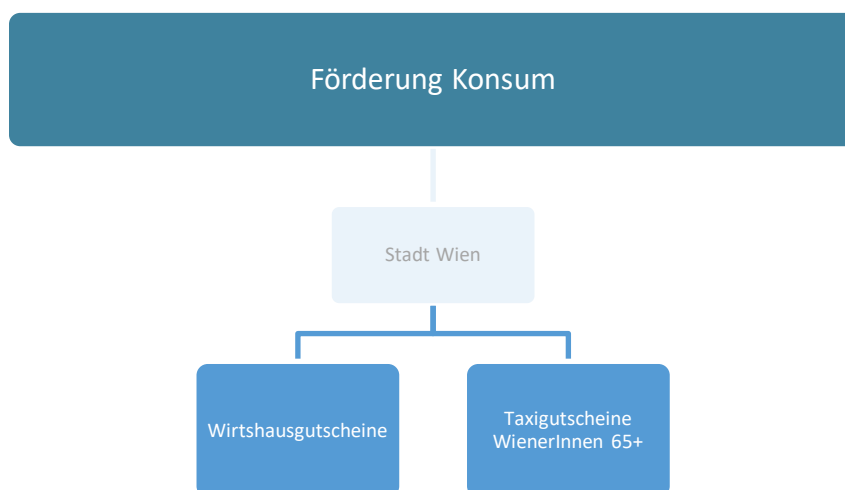 Förderung Konsum
Stadt Wien
Wirtshausgutscheine
Taxigutscheine
WienerInnen 65+